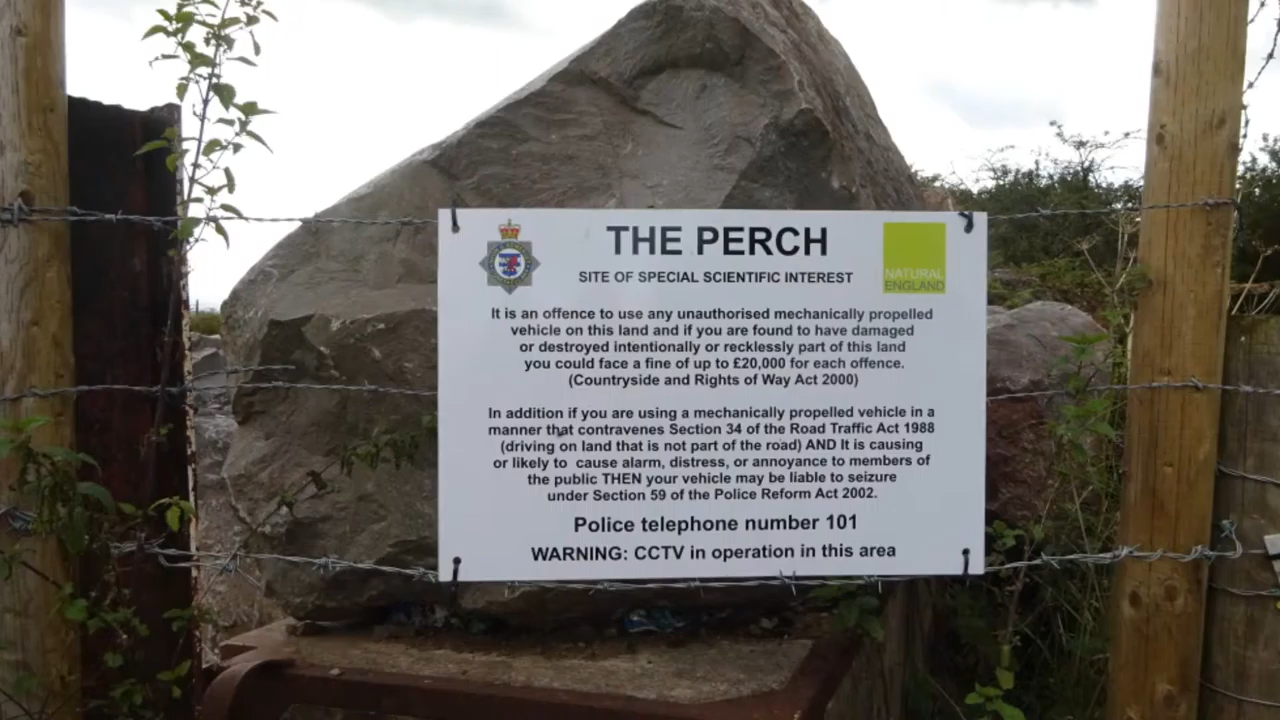 THE PERCH
SITE OF SPECIAL SCIENTIFIC INTEREST
NATURAL
ENGLAND
It is an offence to use any unauthorised mechanically propelled
vehicle on this land and if you are found to have damaged
or destroyed intentionally or recklessly part of this land
you could face a fine of up to £20,000 for each offence.
(Countryside and Rights of Way Act 2000)
In addition if you are using a mechanically propelled vehicle in a
manner that contravenes Section 34 of the Road Traffic Act 1988
(driving on land that is not part of the road) AND It is causing
or likely to cause alarm, distress, or annoyance to members of
the public THEN your vehicle may be liable to seizure
under Section 59 of the Police Reform Act 2002.
Police telephone number 101
WARNING: CCTV in operation in this area